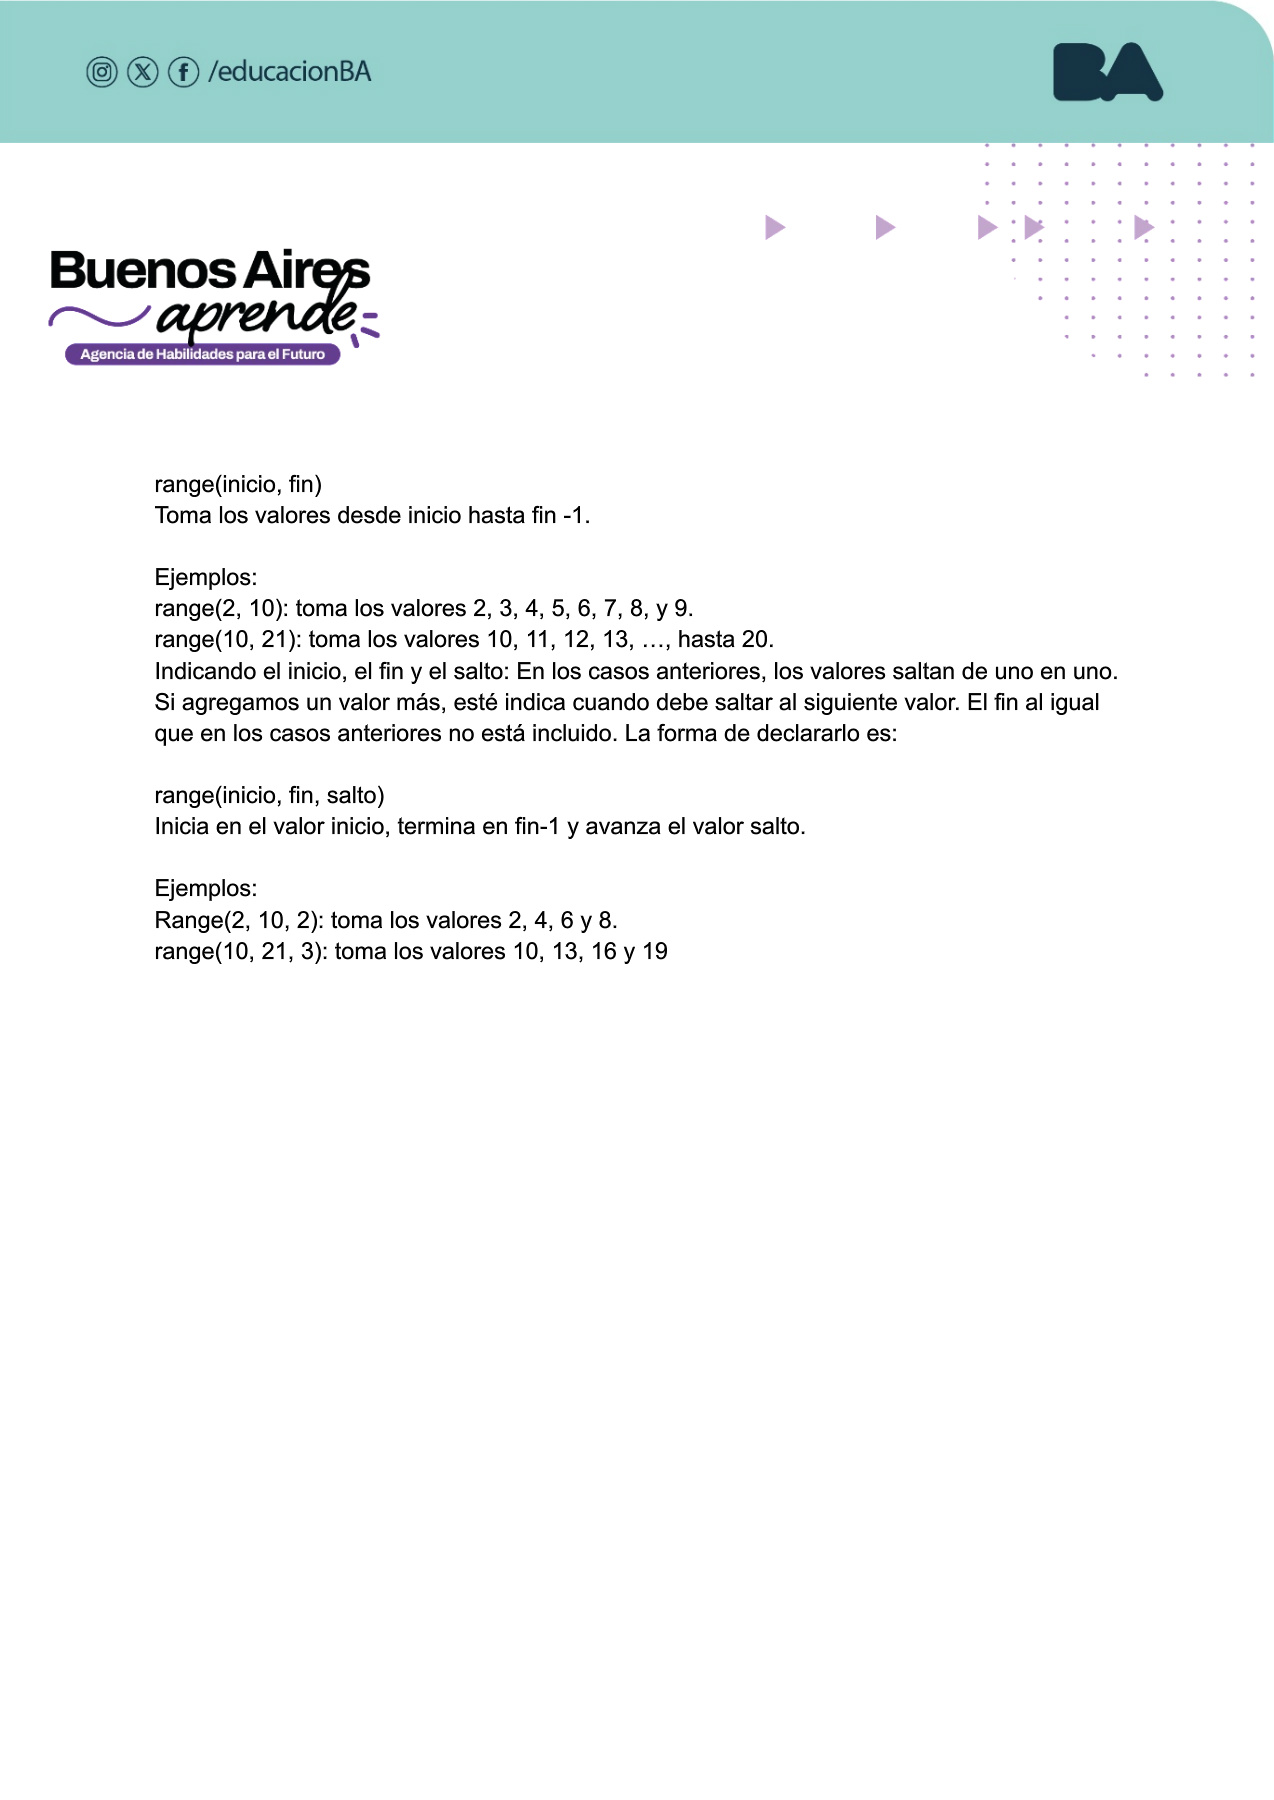 /educacionBA
BA
Buenos Aires
aprende
Agencia de Habilidades para el Futuro
range(inicio, fin)
Toma los valores desde inicio hasta fin -1.
Ejemplos:
range(2, 10): toma los valores 2, 3, 4, 5, 6, 7, 8, y 9.
range(10, 21): toma los valores 10, 11, 12, 13, …, hasta 20.
Indicando el inicio, el fin y el salto: En los casos anteriores, los valores saltan de uno en uno.
Si agregamos un valor más, esté indica cuando debe saltar al siguiente valor. El fin al igual
que en los casos anteriores no está incluido. La forma de declararlo es:
range(inicio, fin, salto)
Inicia en el valor inicio, termina en fin-1 y avanza el valor salto.
Ejemplos:
Range(2, 10, 2): toma los valores 2, 4, 6 y 8.
range(10, 21, 3): toma los valores 10, 13, 16 y 19